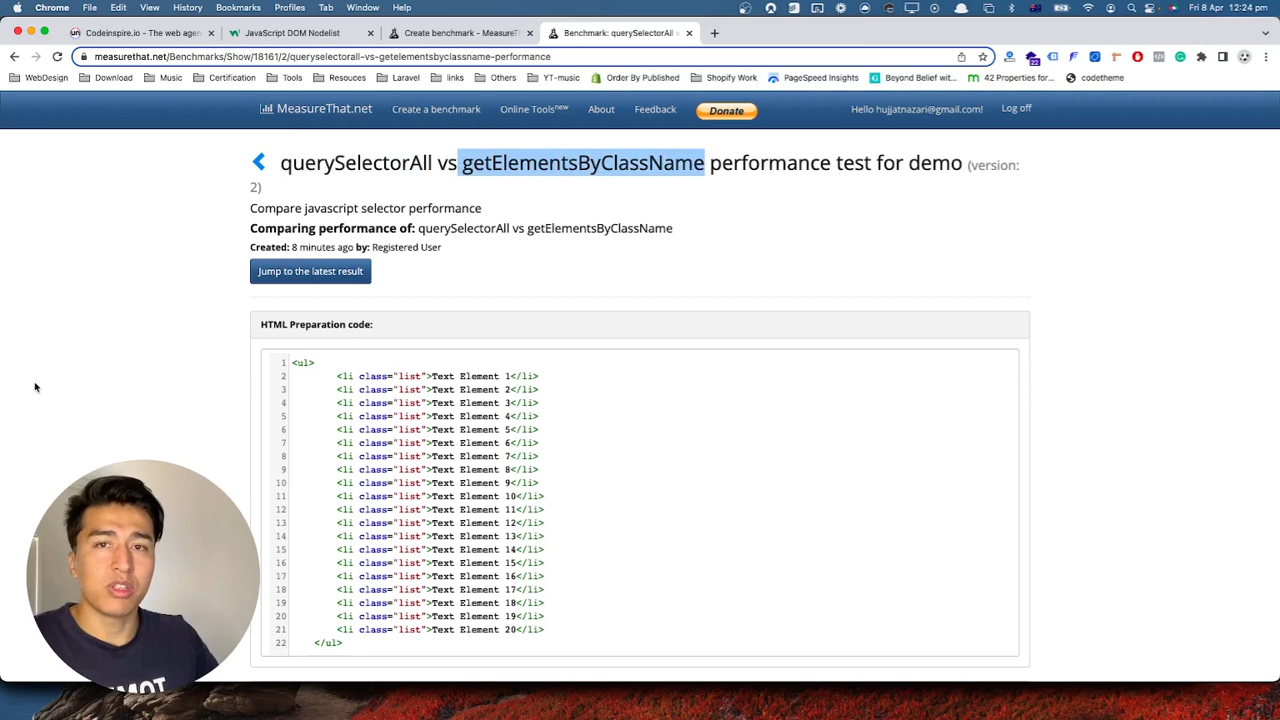 Chrome File Edit View History Bookmarks Profiles Tab Window Help Fri 8 Apr 12:24 pm
Codeinspire.io - The web agen
JavaScript DOM Nodelist
Create benchmark - MeasureT
Benchmark: querySelectorAll v
measurethat.net/Benchmarks/Show/18161/2/queryselectorall-vs-getelementsbyclassname-performance
22
WebDesign Download Music Certification Tools Resouces Laravel links Others YT-music Order By Published Shopify Work PageSpeed Insights Beyond Belief wit... 42 Properties for... codetheme
MeasureThat.net Create a benchmark Online Tools new About Feedback Donate Hello hujjatnazari@gmail.com! Log off
querySelectorAll vs getElementsByClassName performance test for demo (version:
2)
Compare javascript selector performance
Comparing performance of: querySelectorAll vs getElementsByClassName
Created: 8 minutes ago by: Registered User
Jump to the latest result
HTML Preparation code:
1 <ul>
2 <li class="list">Text Element 1</li>
3 <li class="list">Text Element 2</li>
4 <li class="list">Text Element 3</li>
5 <li class="list">Text Element 4</li>
6 <li class="list">Text Element 5</li>
7 <li class="list">Text Element 6</li>
8 <li class="list">Text Element 7</li>
9 <li class="list">Text Element 8</li>
10 <li class="list">Text Element 9</li>
11 <li class="list">Text Element 10</li>
12 <li class="list">Text Element 11</li>
13 <li class="list">Text Element 12</li>
14 <li class="list">Text Element 13</li>
15 <li class="list">Text Element 14</li>
16 <li class="list">Text Element 15</li>
17 <li class="list">Text Element 16</li>
18 <li class="list">Text Element 17</li>
19 <li class="list">Text Element 18</li>
20 <li class="list">Text Element 19</li>
21 <li class="list">Text Element 20</li>
22 </ul>